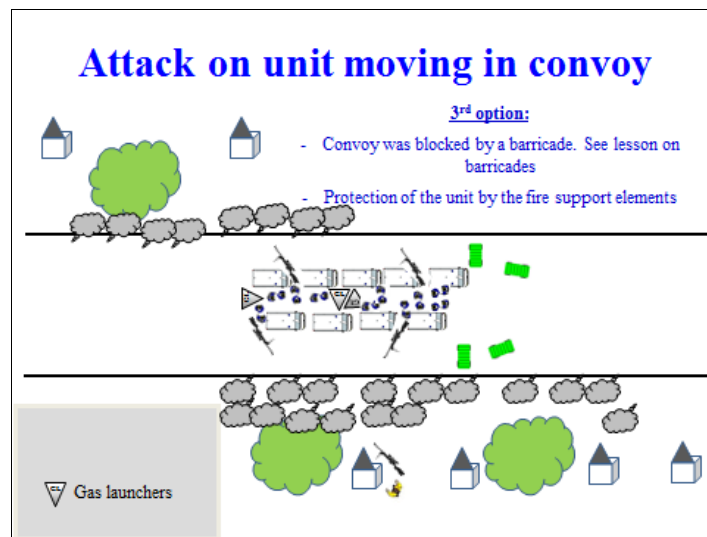 Attack on unit moving in convoy
3rd option:
- Convoy was blocked by a barricade. See lesson on
barricades
- Protection of the unit by the fire support elements
Gas launchers